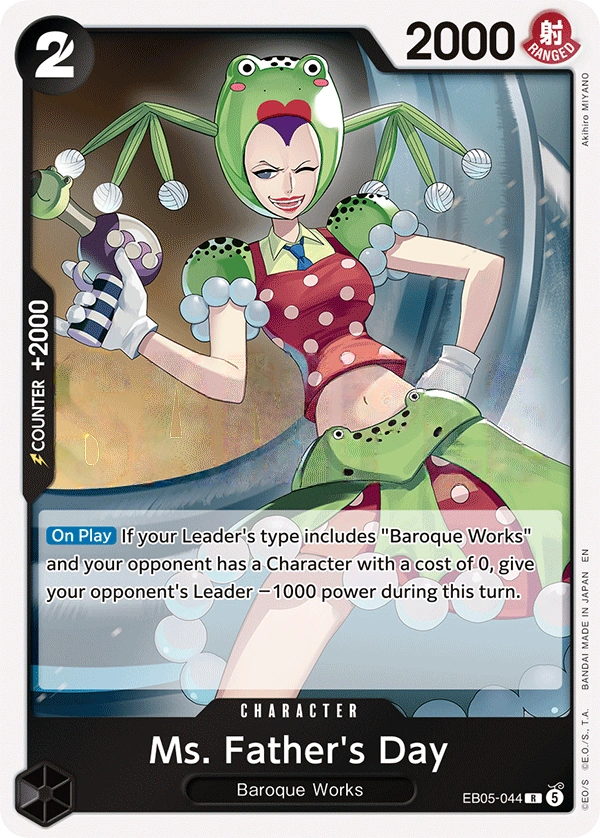 2
2000
射
RANGED
Akihiro MIYANO
COUNTER +2000
On Play If your Leader's type includes "Baroque Works"
and your opponent has a Character with a cost of 0, give
your opponent's Leader −1000 power during this turn.
CHARACTER
Ms. Father's Day
Baroque Works
EB05-044 R 5
©EO/S ©E.O./S., T.A. BANDAI MADE IN JAPAN EN